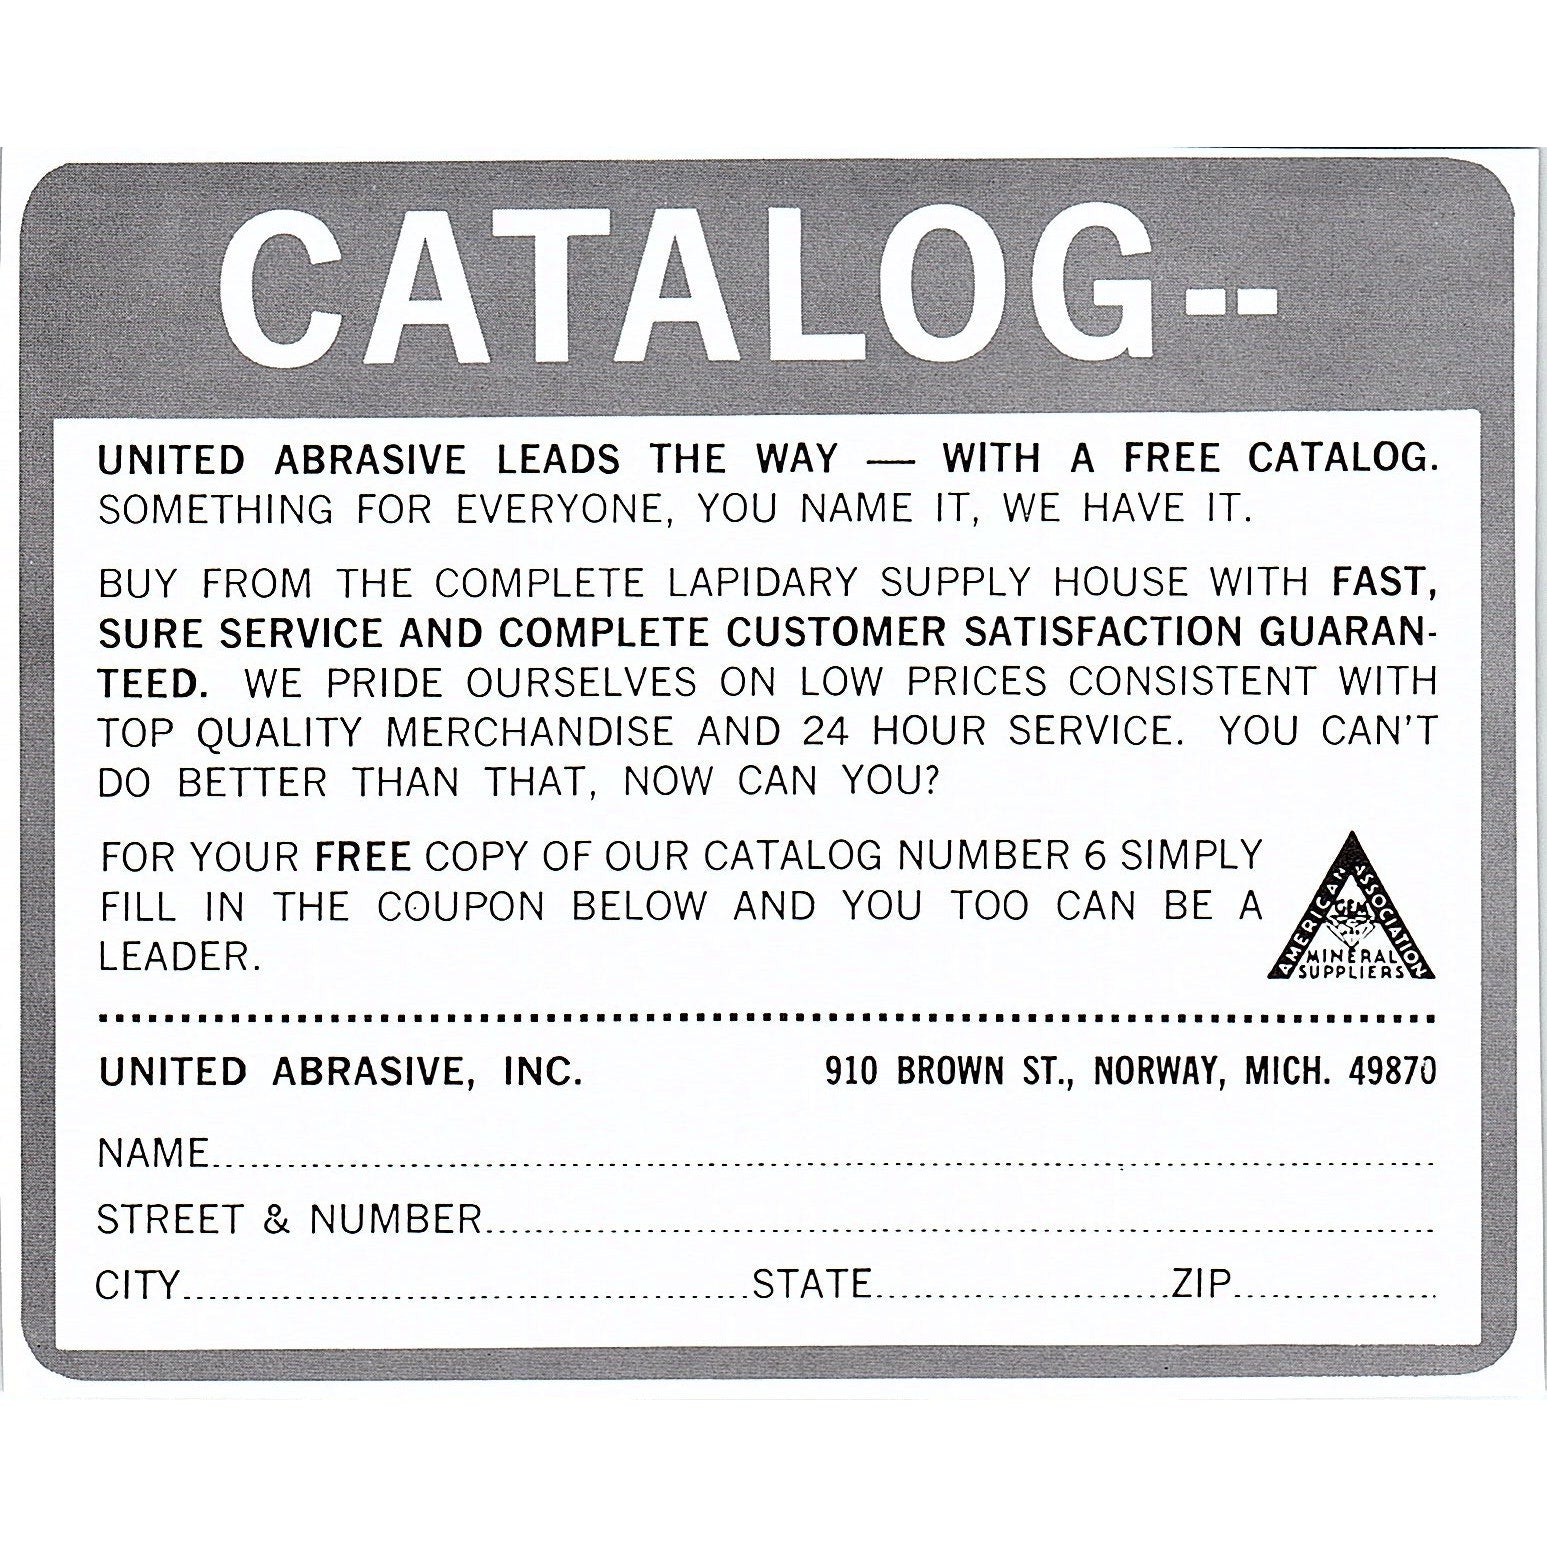 CATALOG--
UNITED ABRASIVE LEADS THE WAY — WITH A FREE CATALOG.
SOMETHING FOR EVERYONE, YOU NAME IT, WE HAVE IT.
BUY FROM THE COMPLETE LAPIDARY SUPPLY HOUSE WITH FAST,
SURE SERVICE AND COMPLETE CUSTOMER SATISFACTION GUARAN-
TEED. WE PRIDE OURSELVES ON LOW PRICES CONSISTENT WITH
TOP QUALITY MERCHANDISE AND 24 HOUR SERVICE. YOU CAN'T
DO BETTER THAN THAT, NOW CAN YOU?
FOR YOUR FREE COPY OF OUR CATALOG NUMBER 6 SIMPLY
FILL IN THE COUPON BELOW AND YOU TOO CAN BE A
LEADER.
AMERICAN ASSOCIATION
GEM
MINERAL
SUPPLIERS
UNITED ABRASIVE, INC. 910 BROWN ST., NORWAY, MICH. 49870
NAME
STREET & NUMBER
CITY STATE ZIP